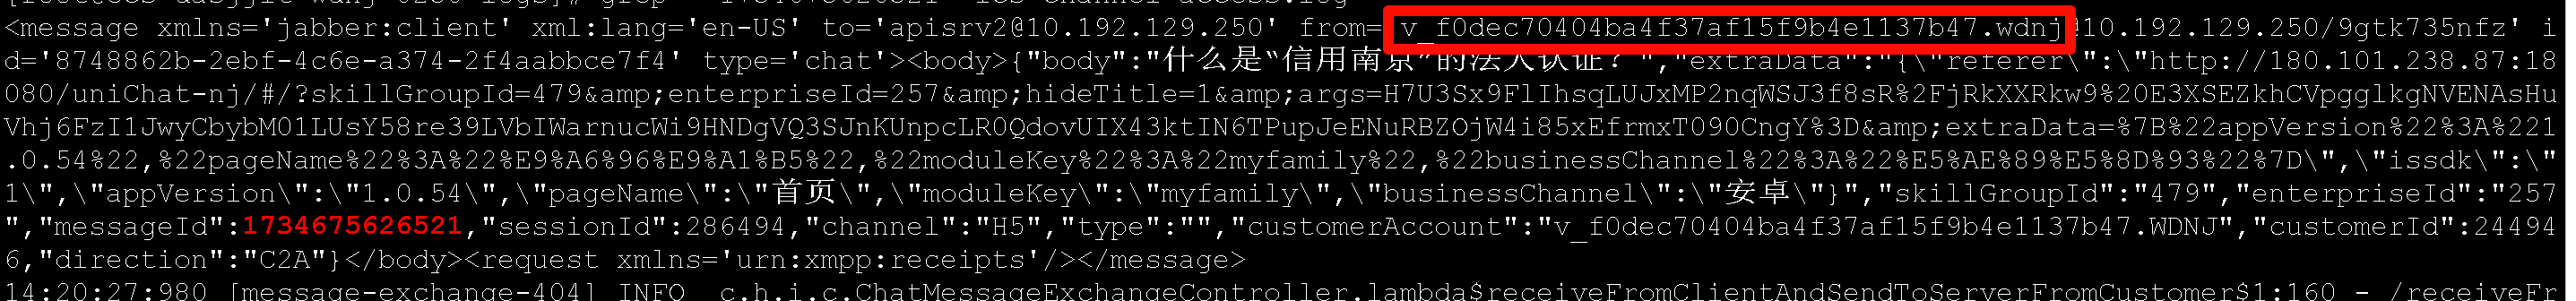 <message xmlns='jabber:client' xml:lang='en-US' to='apisrv2@10.192.129.250' from='v_f0dec70404ba4f37af15f9b4e1137b47.wdnj@10.192.129.250/9gtk735nfz' i
d='8748862b-2ebf-4c6e-a374-2f4aabbce7f4' type='chat'><body>{"body":"什么是“信用南京”的法人认证？","extraData":"{\"referer\":\"http://180.101.238.87:18
080/uniChat-nj/#/?skillGroupId=479&amp;enterpriseId=257&amp;hideTitle=1&amp;args=H7U3Sx9FlIhsqLUJxMP2nqWSJ3f8sR%2FjRkXXRkw9%20E3XSEZkhCVpgglkgNVENAsHu
Vhj6FzI1JwyCbybM01LUsY58re39LVbIWarnucWi9HNDgVQ3SJnKUnpcLR0QdovUIX43ktIN6TPupJeENuRBZOjW4i85xEfrmxT09OCngY%3D&amp;extraData=%7B%22appVersion%22%3A%221
.0.54%22,%22pageName%22%3A%22%E9%A6%96%E9%A1%B5%22,%22moduleKey%22%3A%22myfamily%22,%22businessChannel%22%3A%22%E5%AE%89%E5%8D%93%22%7D\",\"issdk\":\"
1\",\"appVersion\":\"1.0.54\",\"pageName\":\"首页\",\"moduleKey\":\"myfamily\",\"businessChannel\":\"安卓\"}","skillGroupId":"479","enterpriseId":"257
","messageId":1734675626521,"sessionId":286494,"channel":"H5","type":"","customerAccount":"v_f0dec70404ba4f37af15f9b4e1137b47.WDNJ","customerId":24494
6,"direction":"C2A"}</body><request xmlns='urn:xmpp:receipts'/></message>
14:20:27:980 [message-exchange-404] INFO  c.h.i.c.ChatMessageExchangeController.lambda$receiveFromClientAndSendToServerFromCustomer$1:160 - /receiveFr